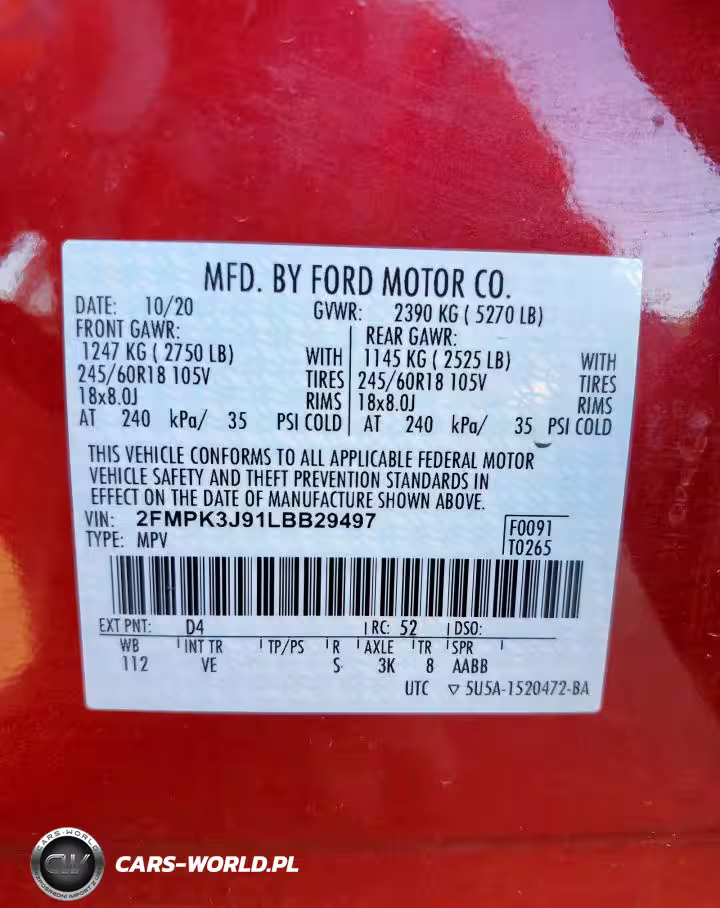 MFD. BY FORD MOTOR CO.
DATE: 10/20 GVWR: 2390 KG ( 5270 LB)
FRONT GAWR: REAR GAWR:
1247 KG ( 2750 LB) WITH 1145 KG ( 2525 LB) WITH
245/60R18 105V TIRES 245/60R18 105V TIRES
18x8.0J RIMS 18x8.0J RIMS
AT 240 kPa/ 35 PSI COLD AT 240 kPa/ 35 PSI COLD
THIS VEHICLE CONFORMS TO ALL APPLICABLE FEDERAL MOTOR
VEHICLE SAFETY AND THEFT PREVENTION STANDARDS IN
EFFECT ON THE DATE OF MANUFACTURE SHOWN ABOVE.
VIN: 2FMPK3J91LBB29497 F0091
TYPE: MPV T0265
EXT PNT: D4 RC: 52 DSO:
WB INT TR TP/PS R AXLE TR SPR
112 VE S 3K 8 AABB
UTC ▽ 5U5A-1520472-BA
CARS-WORLD
CW
CARS-WORLD.PL